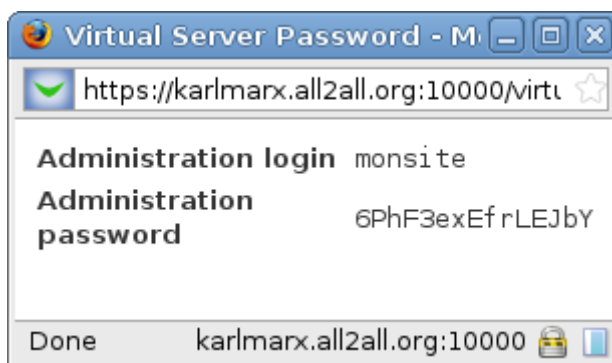 Virtual Server Password - M
https://karlmarx.all2all.org:10000/virtu
Administration login monsite
Administration
password 6PhF3exEfrLEJbY
Done karlmarx.all2all.org:10000